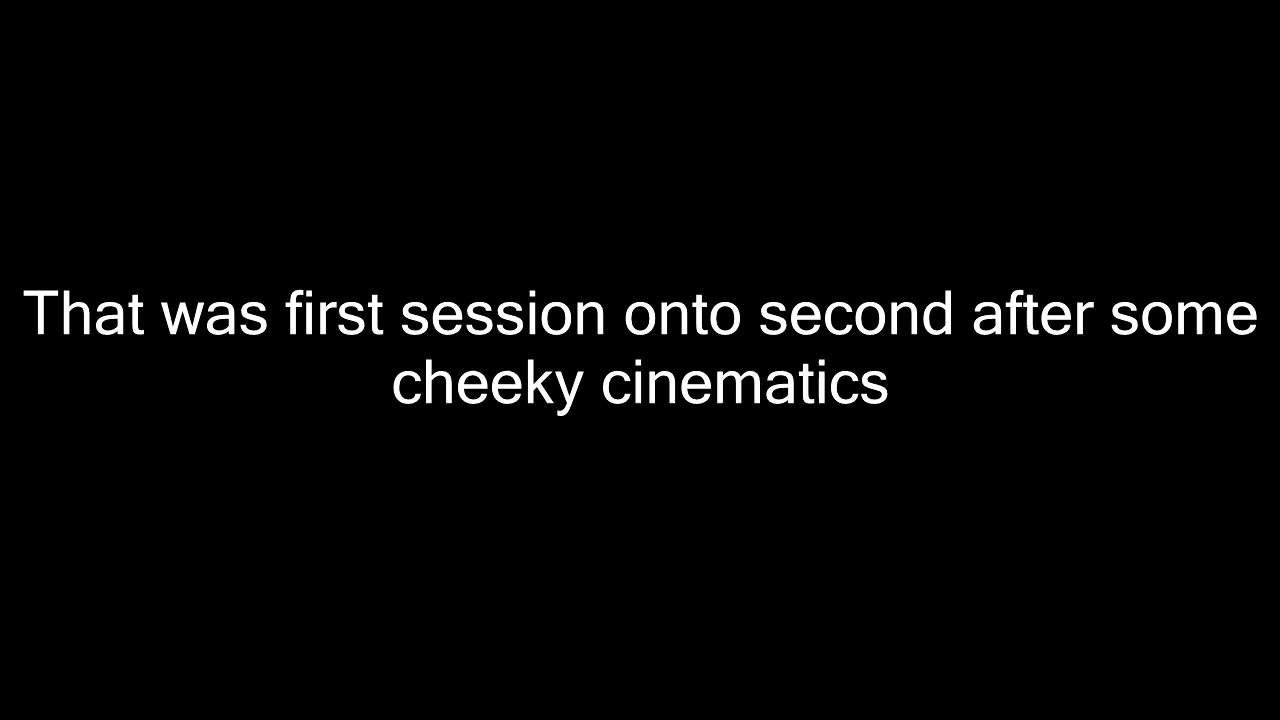 That was first session onto second after some
cheeky cinematics